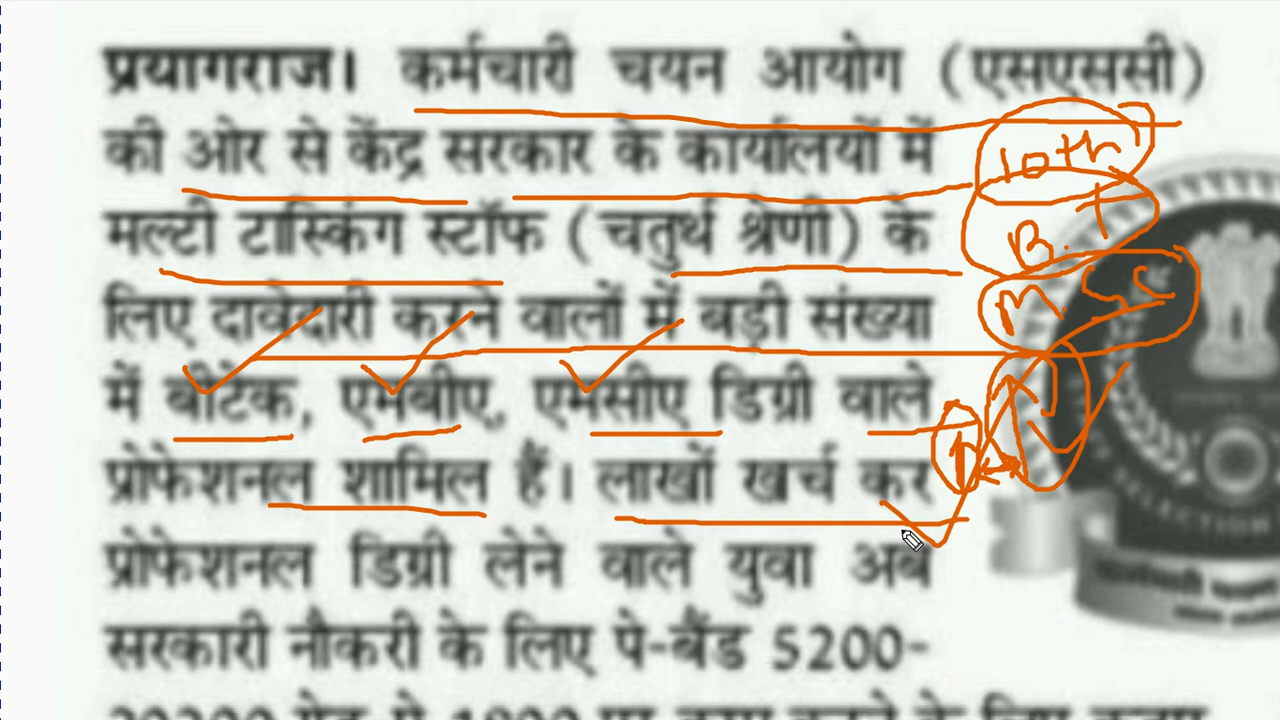 प्रयागराज। कर्मचारी चयन आयोग (एसएससी)
की ओर से केंद्र सरकार के कार्यालयों में
मल्टी टास्किंग स्टॉफ (चतुर्थ श्रेणी) के
लिए दावेदारी करने वालों में बड़ी संख्या
में बीटेक, एमबीए, एमसीए डिग्री वाले
प्रोफेशनल शामिल हैं। लाखों खर्च कर
प्रोफेशनल डिग्री लेने वाले युवा अब
सरकारी नौकरी के लिए पे-बैंड 5200-
10th
B.T
M.Sc